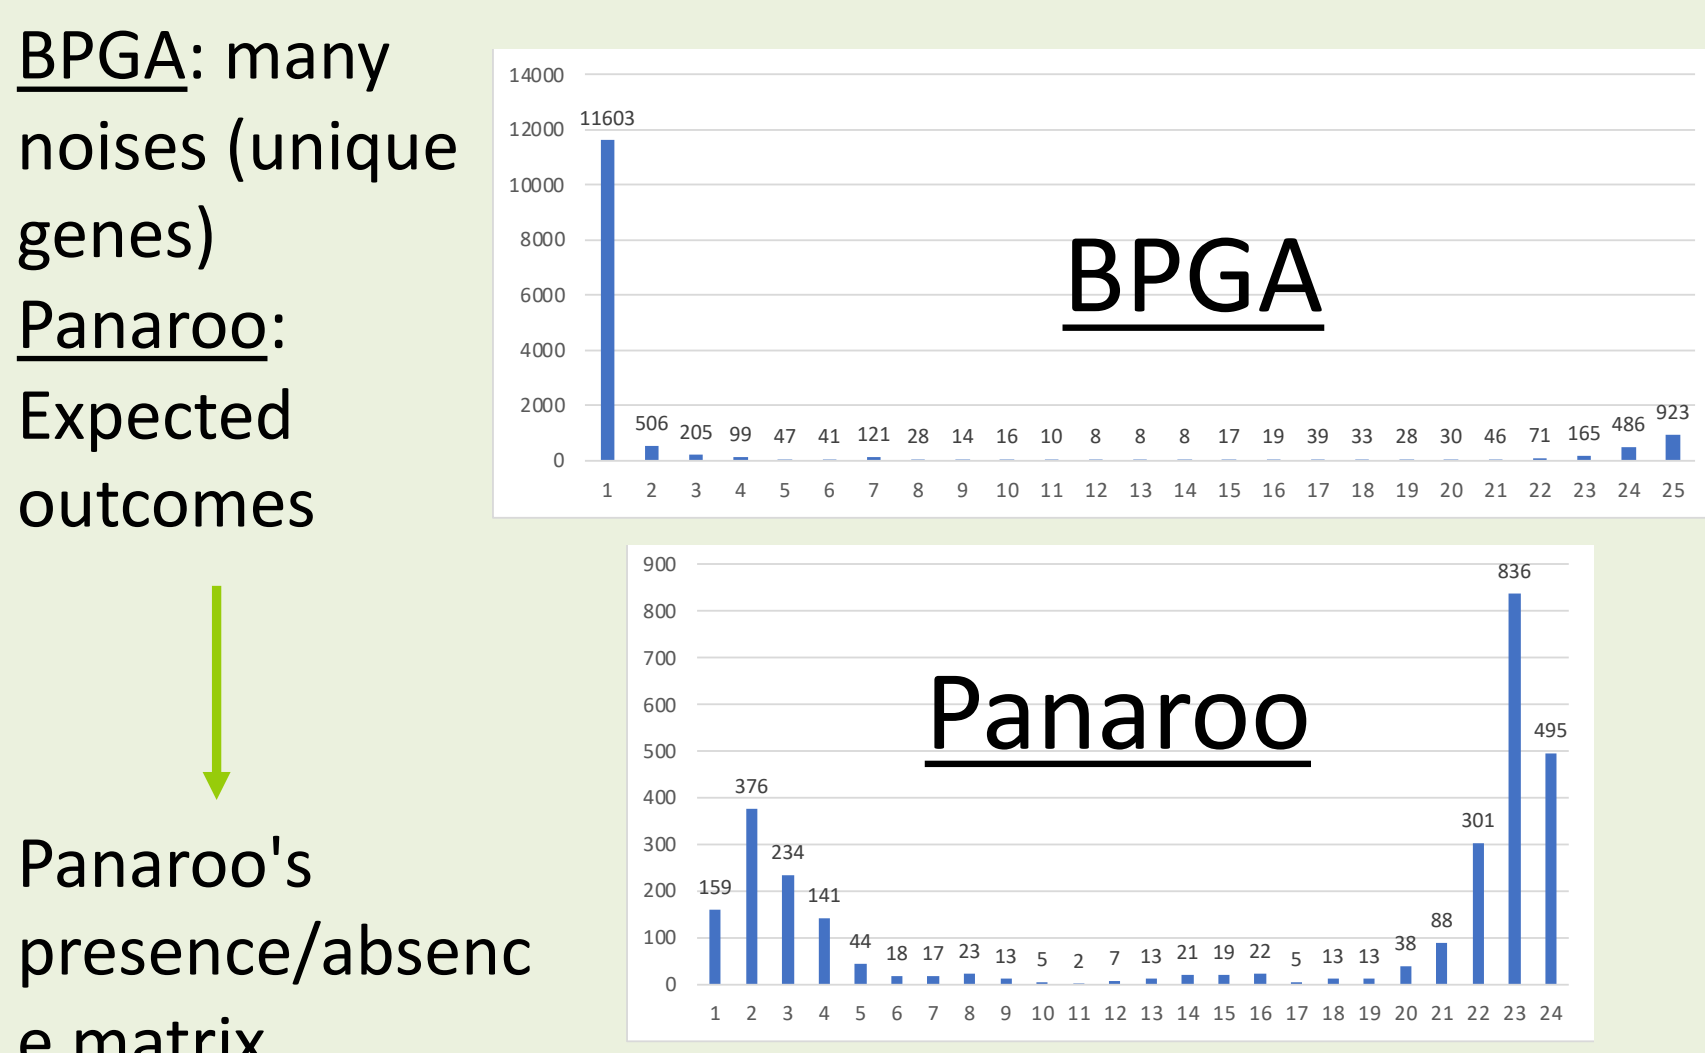 BPGA: many
noises (unique
genes)
Panaroo:
Expected
outcomes
Panaroo's
presence/absenc
e matrix
14000
12000
10000
8000
6000
4000
2000
0
BPGA
11603 506 205 99 47 41 121 28 14 16 10 8 8 8 17 19 39 33 28 30 46 71 165 486 923
1 2 3 4 5 6 7 8 9 10 11 12 13 14 15 16 17 18 19 20 21 22 23 24 25
900
800
700
600
500
400
300
200
100
0
Panaroo
159 376 234 141 44 18 17 23 13 5 2 7 13 21 19 22 5 13 13 38 88 301 836 495
1 2 3 4 5 6 7 8 9 10 11 12 13 14 15 16 17 18 19 20 21 22 23 24